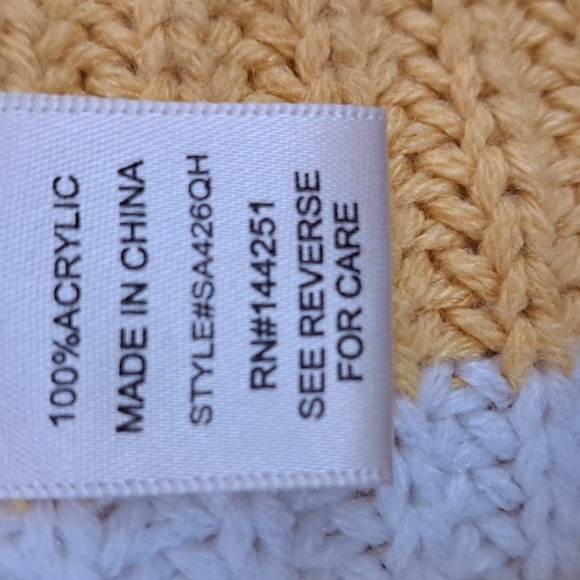 100%ACRYLIC
MADE IN CHINA
STYLE#SA426QH
RN#144251
SEE REVERSE
FOR CARE